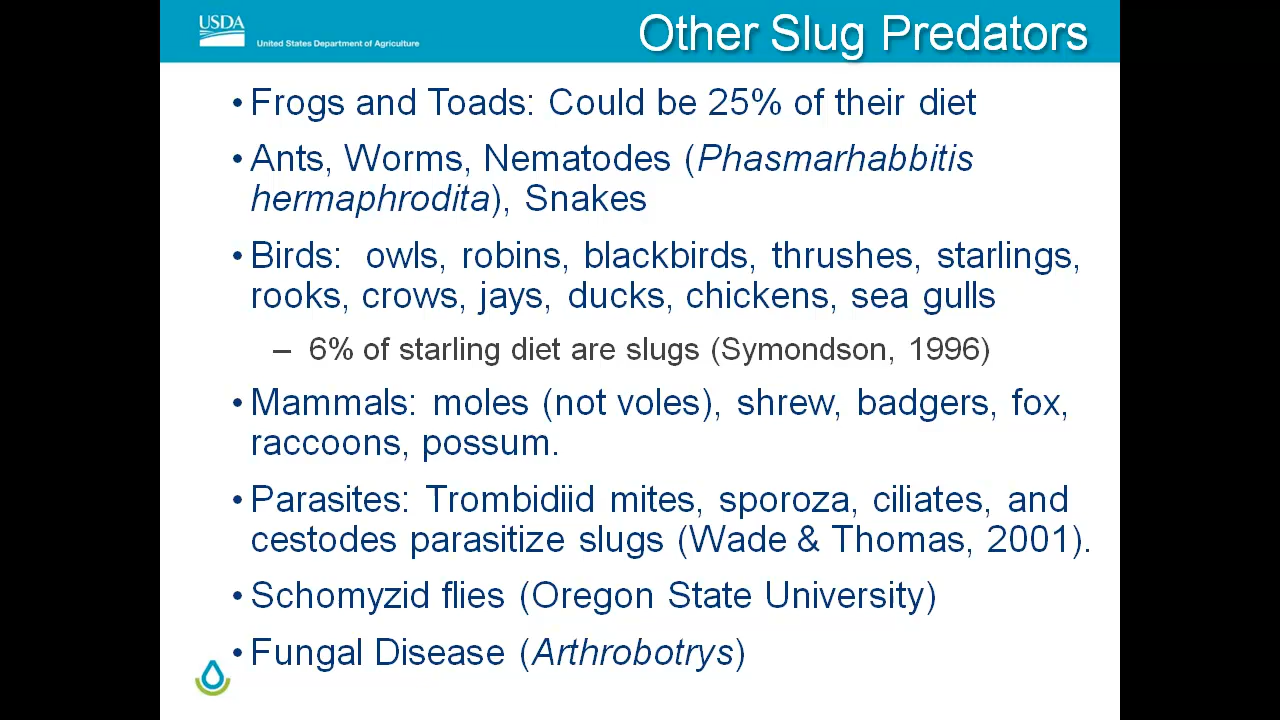 USDA
United States Department of Agriculture
Other Slug Predators
• Frogs and Toads: Could be 25% of their diet
• Ants, Worms, Nematodes (Phasmarhabbitis
hermaphrodita), Snakes
• Birds: owls, robins, blackbirds, thrushes, starlings,
rooks, crows, jays, ducks, chickens, sea gulls
– 6% of starling diet are slugs (Symondson, 1996)
• Mammals: moles (not voles), shrew, badgers, fox,
raccoons, possum.
• Parasites: Trombidiid mites, sporoza, ciliates, and
cestodes parasitize slugs (Wade & Thomas, 2001).
• Schomyzid flies (Oregon State University)
• Fungal Disease (Arthrobotrys)